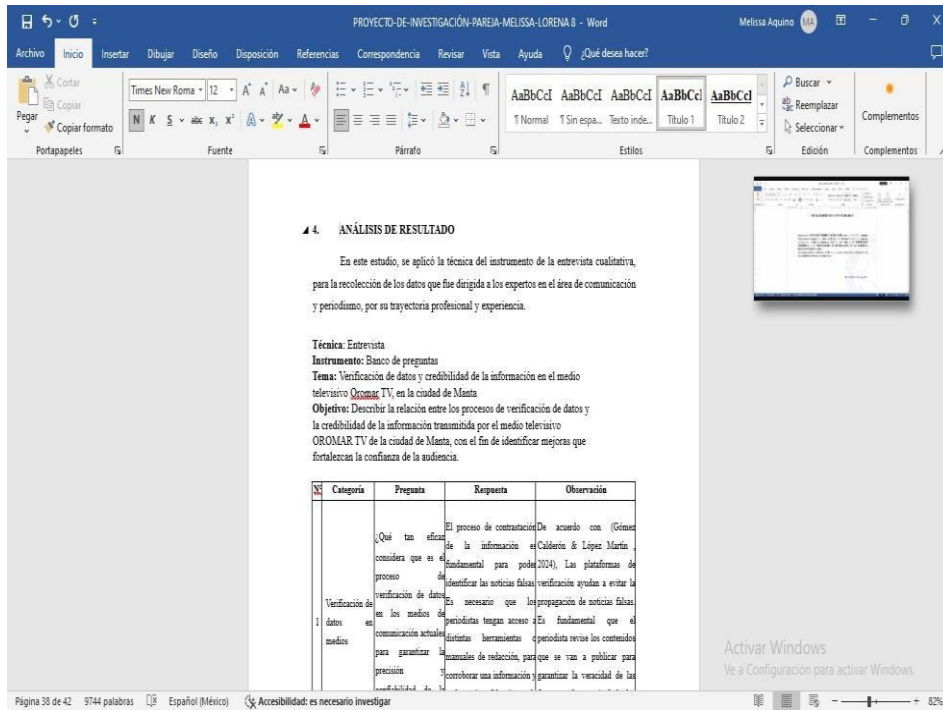 PROYECTO-DE-INVESTIGACIÓN-PAREJA-MELISSA-LORENA 8 - Word
Melissa Aquino MA
Archivo Inicio Insertar Dibujar Diseño Disposición Referencias Correspondencia Revisar Vista Ayuda ¿Qué desea hacer?
Pegar
Cortar
Copiar
Copiar formato
Portapapeles
Times New Roma 12 Aa
N K S abc x₂ x²
Fuente
Párrafo
AaBbCcI AaBbCcI AaBbCcI AaBbCcI AaBbCcI
¶ Normal ¶ Sin espa... Texto inde... Título 1 Título 2
Estilos
Buscar
Reemplazar
Seleccionar
Edición
Complementos
Complementos
4. ANÁLISIS DE RESULTADO
En este estudio, se aplicó la técnica del instrumento de la entrevista cualitativa,
para la recolección de los datos que fue dirigida a los expertos en el área de comunicación
y periodismo, por su trayectoria profesional y experiencia.
Técnica: Entrevista
Instrumento: Banco de preguntas
Tema: Verificación de datos y credibilidad de la información en el medio
televisivo Oromar TV, en la ciudad de Manta
Objetivo: Describir la relación entre los procesos de verificación de datos y
la credibilidad de la información transmitida por el medio televisivo
OROMAR TV de la ciudad de Manta, con el fin de identificar mejoras que
fortalezcan la confianza de la audiencia.
N° Categoría Pregunta Respuesta Observación
1
Verificación de
datos en
medios
¿Qué tan eficaz
considera que es el
proceso de
verificación de datos
en los medios de
comunicación actuales
para garantizar la
precisión y
confiabilidad de la
El proceso de contrastación
de la información es
fundamental para poder
identificar las noticias falsas.
Es necesario que los
periodistas tengan acceso a
distintas herramientas o
manuales de redacción, para
corroborar una información y
De acuerdo con (Gómez
Calderón & López Martín ,
2024), Las plataformas de
verificación ayudan a evitar la
propagación de noticias falsas.
Es fundamental que el
periodista revise los contenidos
que se van a publicar para
garantizar la veracidad de las
Activar Windows
Ve a Configuración para activar Windows.
Página 38 de 42 9744 palabras Español (México) Accesibilidad: es necesario investigar 82%